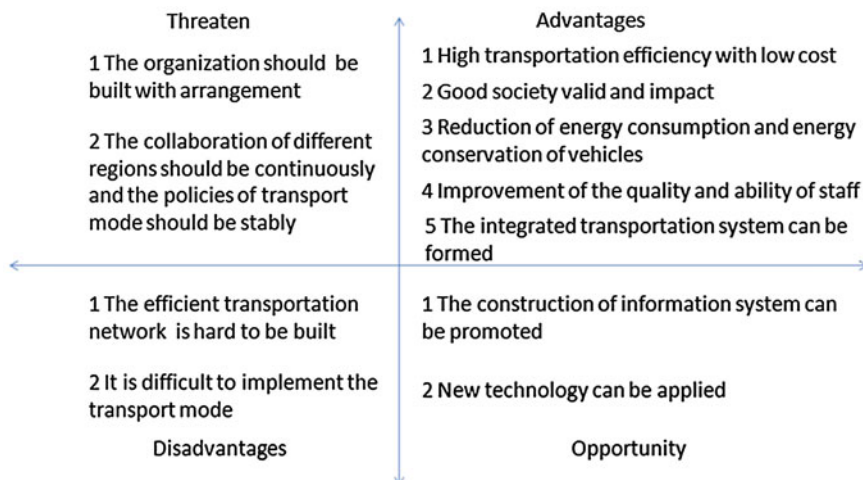 Threaten
1 The organization should be
built with arrangement
2 The collaboration of different
regions should be continuously
and the policies of transport
mode should be stably
Advantages
1 High transportation efficiency with low cost
2 Good society valid and impact
3 Reduction of energy consumption and energy
conservation of vehicles
4 Improvement of the quality and ability of staff
5 The integrated transportation system can be
formed
1 The efficient transportation
network is hard to be built
2 It is difficult to implement the
transport mode
Disadvantages
1 The construction of information system can
be promoted
2 New technology can be applied
Opportunity